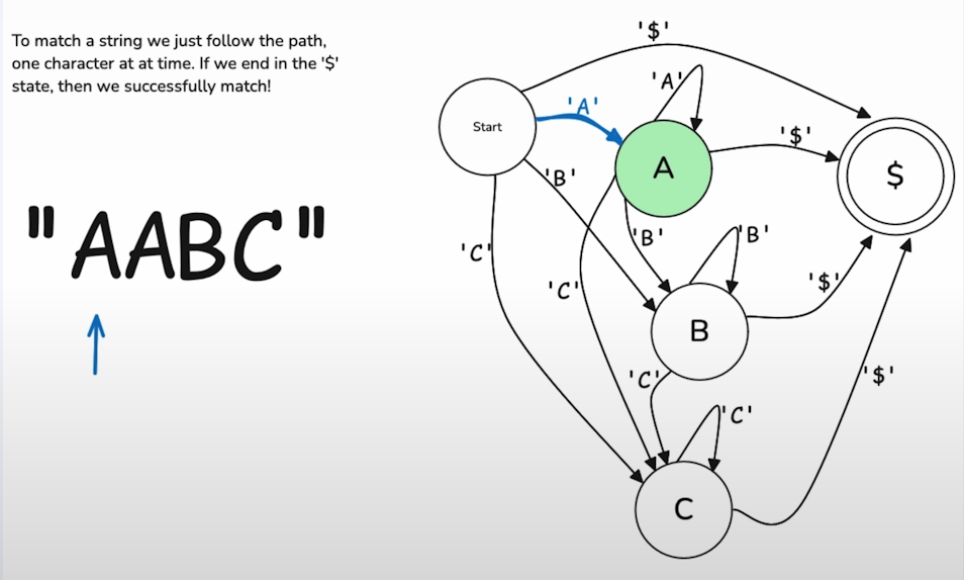 To match a string we just follow the path,
one character at at time. If we end in the '$'
state, then we successfully match!
"AABC"
'$'
'A'
'A'
Start
'$'
A
$
'B'
'B'
'B'
'C'
'C'
'$'
B
'C'
'$'
'C'
C